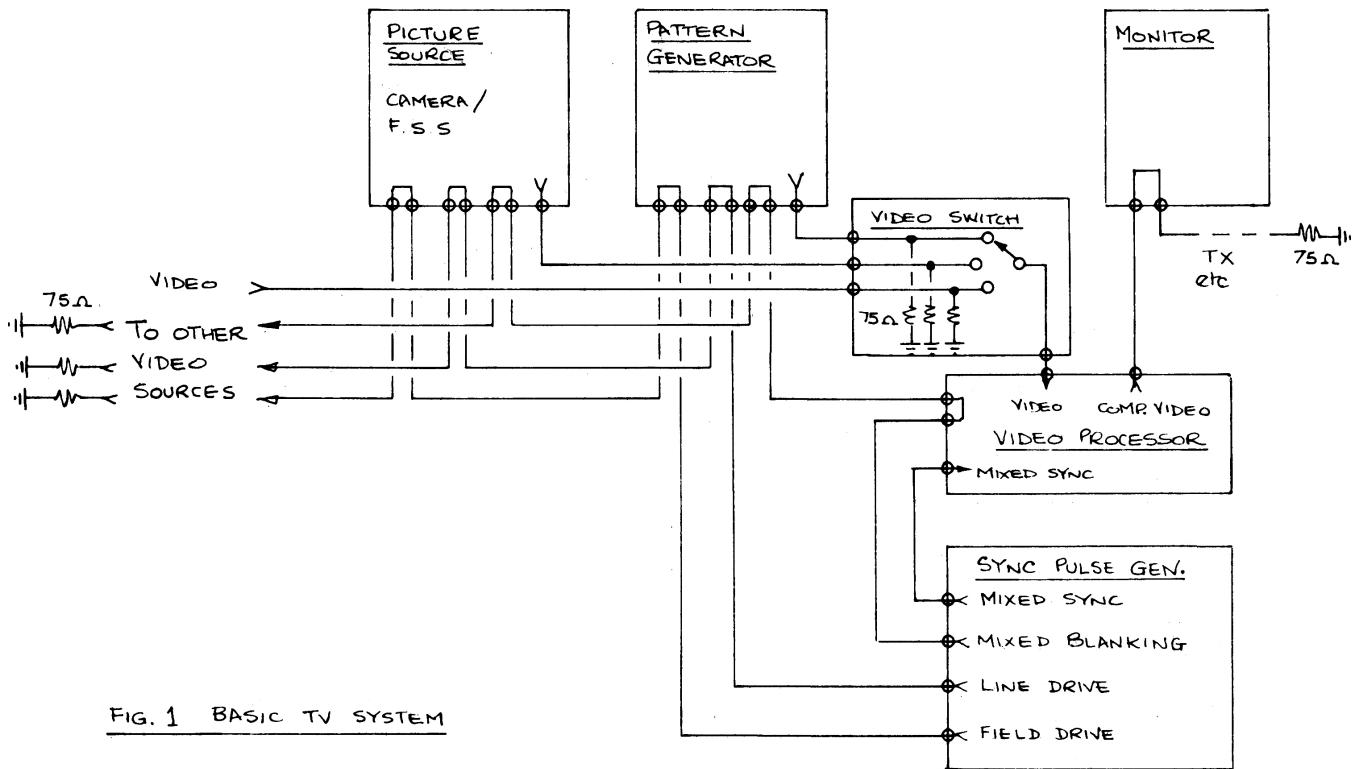 PICTURE
SOURCE
CAMERA/
F.S.S
PATTERN
GENERATOR
MONITOR
VIDEO SWITCH
75Ω
TX
etc
75Ω
VIDEO
75Ω
TO OTHER
VIDEO
SOURCES
VIDEO
COMP. VIDEO
VIDEO PROCESSOR
MIXED SYNC
SYNC PULSE GEN.
MIXED SYNC
MIXED BLANKING
LINE DRIVE
FIELD DRIVE
FIG. 1 BASIC TV SYSTEM